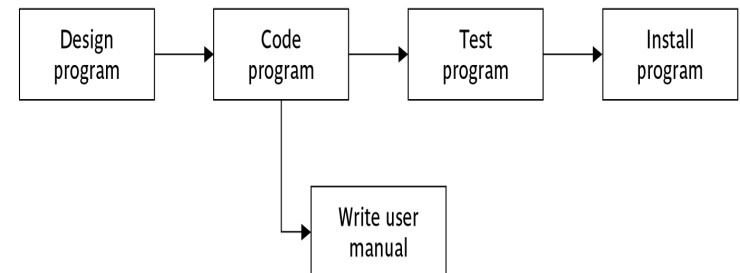 Design
program
Code
program
Test
program
Install
program
Write user
manual